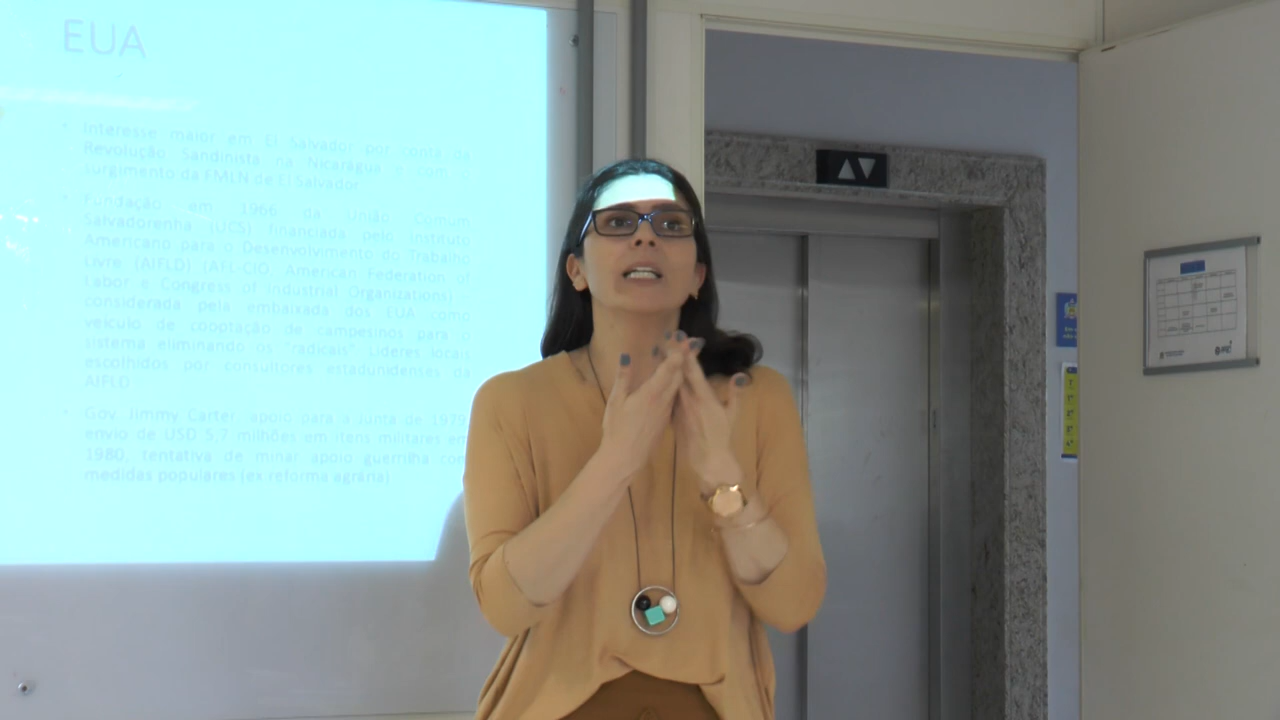 EUA
Interesse maior em El Salvador por conta da
Revolução Sandinista na Nicarágua e com o
surgimento da FMLN de El Salvador
Fundação em 1966 da União Comum
Salvadorenha (UCS) financiada pelo Instituto
Americano para o Desenvolvimento do Trabalho
Livre (AIFLD) (AFL-CIO, American Federation of
Labor e Congress of Industrial Organizations) -
considerada pela embaixada dos EUA como
veículo de cooptação de campesinos para o
sistema eliminando os "radicais". Líderes locais
escolhidos por consultores estadunidenses da
AIFLD
Gov. Jimmy Carter: apoio para a Junta de 1979,
envio de USD 5,7 milhões em itens militares em
1980, tentativa de minar apoio guerrilha com
medidas populares (ex reforma agrária)